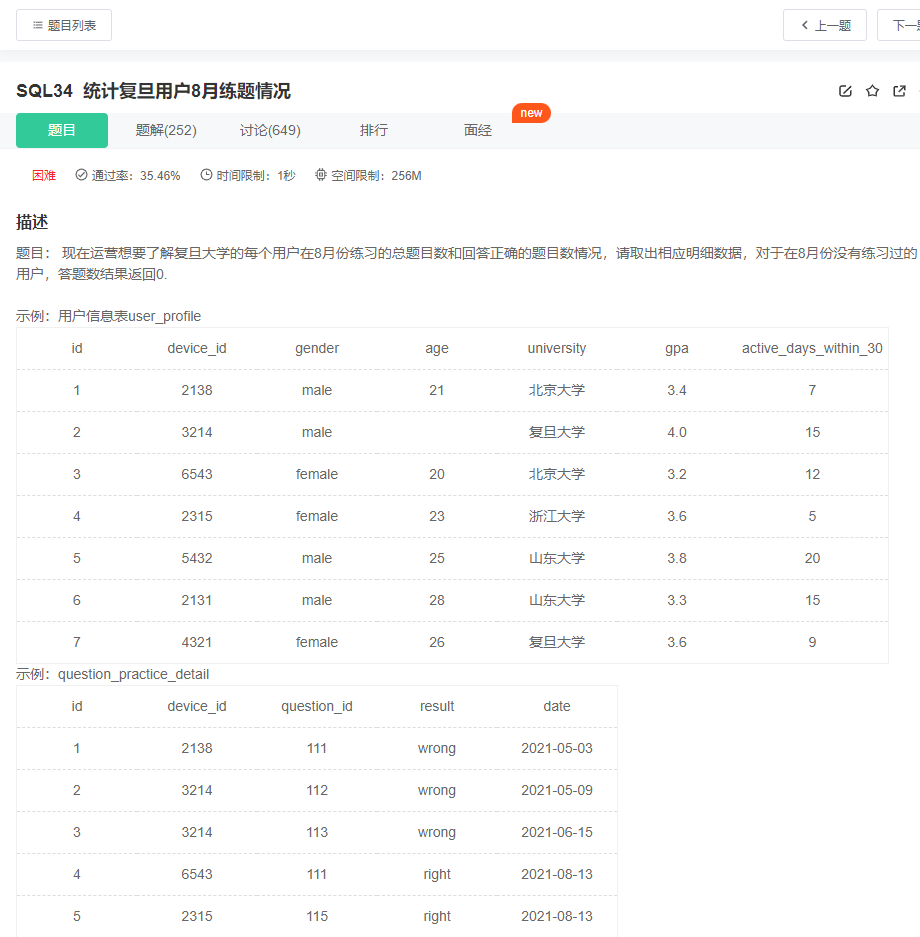 题目列表
上一题
下一题
SQL34 统计复旦用户8月练题情况
题目 题解(252) 讨论(649) 排行 面经 new
困难 通过率：35.46% 时间限制：1秒 空间限制：256M
描述
题目： 现在运营想要了解复旦大学的每个用户在8月份练习的总题目数和回答正确的题目数情况，请取出相应明细数据，对于在8月份没有练习过的
用户，答题数结果返回0.
示例：用户信息表user_profile
id device_id gender age university gpa active_days_within_30
1 2138 male 21 北京大学 3.4 7
2 3214 male 复旦大学 4.0 15
3 6543 female 20 北京大学 3.2 12
4 2315 female 23 浙江大学 3.6 5
5 5432 male 25 山东大学 3.8 20
6 2131 male 28 山东大学 3.3 15
7 4321 female 26 复旦大学 3.6 9
示例：question_practice_detail
id device_id question_id result date
1 2138 111 wrong 2021-05-03
2 3214 112 wrong 2021-05-09
3 3214 113 wrong 2021-06-15
4 6543 111 right 2021-08-13
5 2315 115 right 2021-08-13